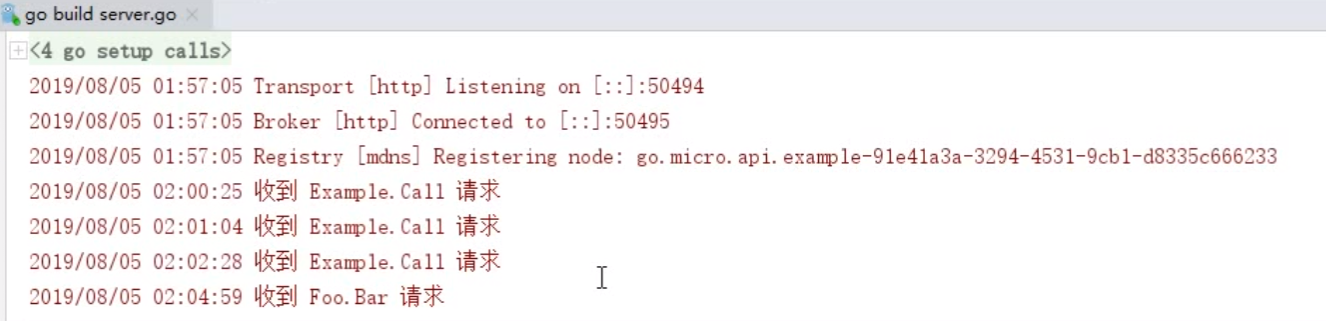 go build server.go
<4 go setup calls>
2019/08/05 01:57:05 Transport [http] Listening on [::]:50494
2019/08/05 01:57:05 Broker [http] Connected to [::]:50495
2019/08/05 01:57:05 Registry [mdns] Registering node: go.micro.api.example-91e41a3a-3294-4531-9cb1-d8335c666233
2019/08/05 02:00:25 收到 Example.Call 请求
2019/08/05 02:01:04 收到 Example.Call 请求
2019/08/05 02:02:28 收到 Example.Call 请求
2019/08/05 02:04:59 收到 Foo.Bar 请求